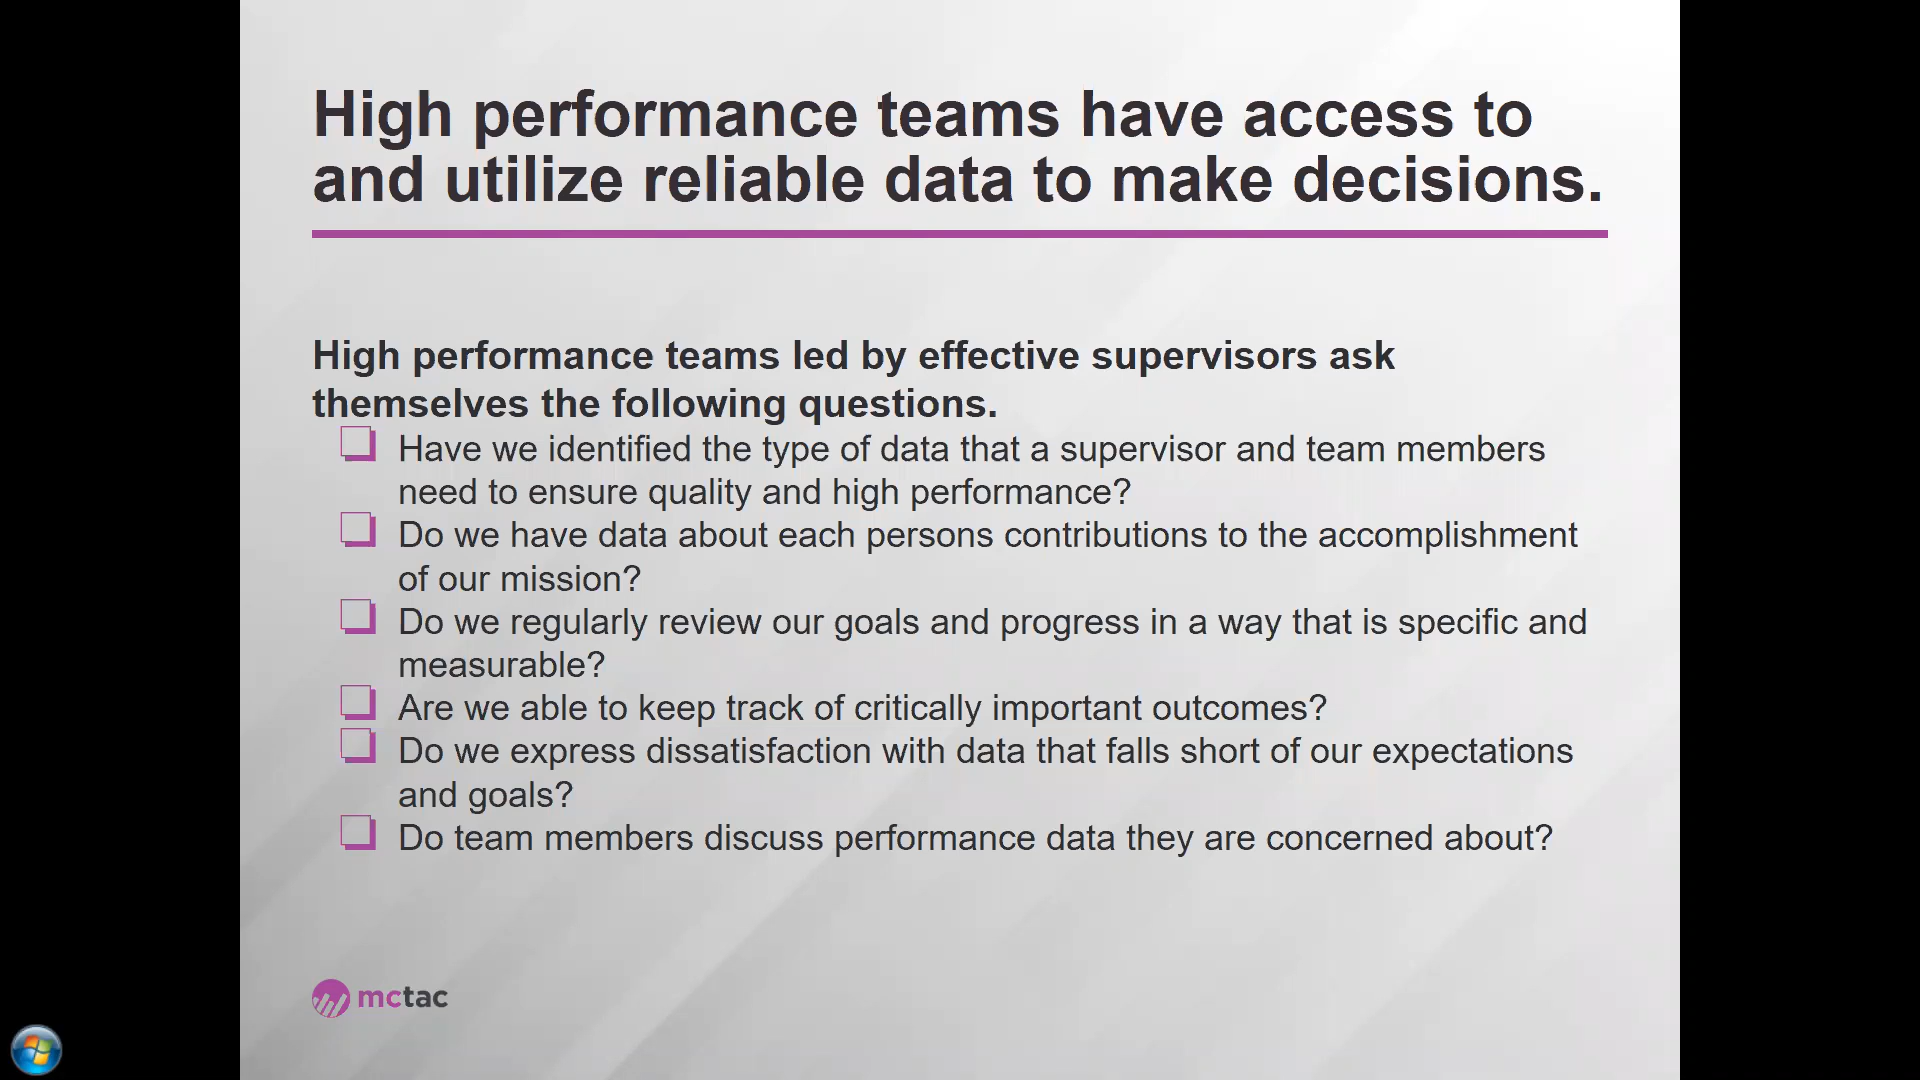 High performance teams have access to
and utilize reliable data to make decisions.
High performance teams led by effective supervisors ask
themselves the following questions.
Have we identified the type of data that a supervisor and team members
need to ensure quality and high performance?
Do we have data about each persons contributions to the accomplishment
of our mission?
Do we regularly review our goals and progress in a way that is specific and
measurable?
Are we able to keep track of critically important outcomes?
Do we express dissatisfaction with data that falls short of our expectations
and goals?
Do team members discuss performance data they are concerned about?
mctac